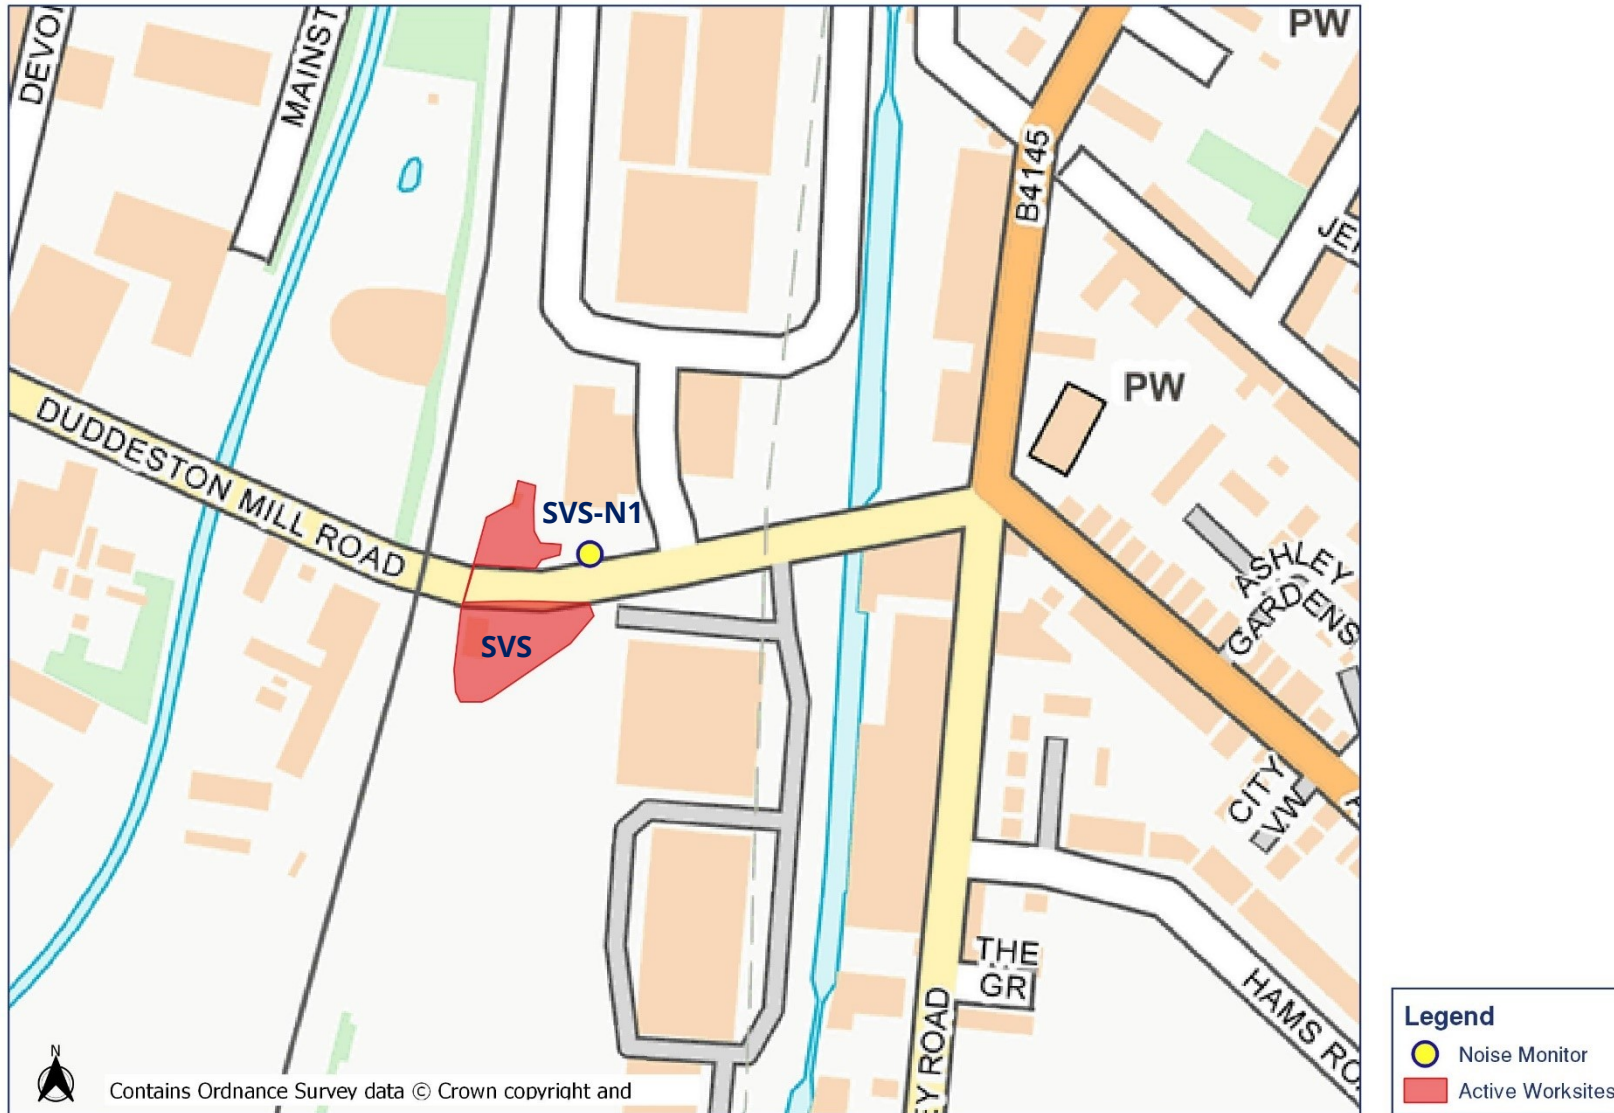 DEVO
MAINST
PW
B4145
JE
PW
DUDDESTON MILL ROAD
SVS-N1
SVS
ASHLEY
GARDENS
CITY
VW
THE
GR
HAMS RO
EY ROAD
N
Contains Ordnance Survey data © Crown copyright and
Legend
Noise Monitor
Active Worksites